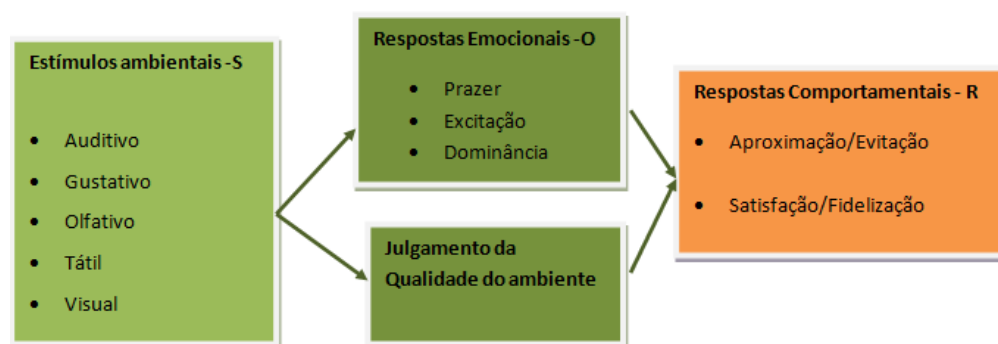 Estímulos ambientais -S
• Auditivo
• Gustativo
• Olfativo
• Tátil
• Visual
Respostas Emocionais -O
• Prazer
• Excitação
• Dominância
Julgamento da
Qualidade do ambiente
Respostas Comportamentais - R
• Aproximação/Evitação
• Satisfação/Fidelização